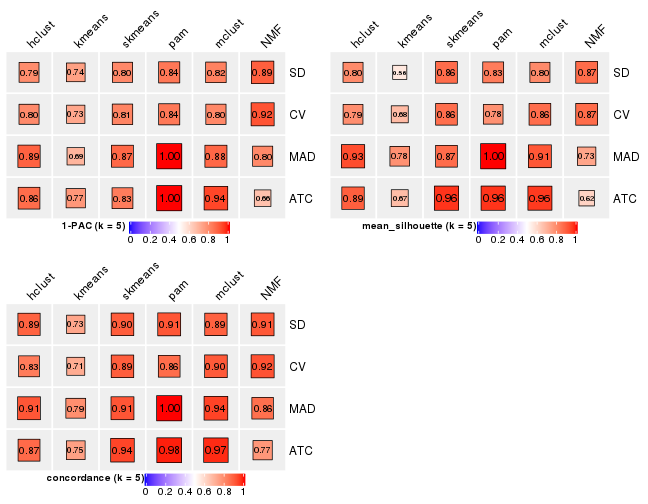 hclust kmeans skmeans pam mclust NMF
0.79 0.74 0.80 0.84 0.82 0.89 SD
0.80 0.73 0.81 0.84 0.80 0.92 CV
0.89 0.69 0.87 1.00 0.88 0.80 MAD
0.86 0.77 0.83 1.00 0.94 0.66 ATC
1-PAC (k = 5)
0 0.2 0.4 0.6 0.8 1
hclust kmeans skmeans pam mclust NMF
0.80 0.56 0.86 0.83 0.80 0.87 SD
0.79 0.68 0.86 0.78 0.86 0.87 CV
0.93 0.78 0.87 1.00 0.91 0.73 MAD
0.89 0.67 0.96 0.96 0.96 0.62 ATC
mean_silhouette (k = 5)
0 0.2 0.4 0.6 0.8 1
hclust kmeans skmeans pam mclust NMF
0.89 0.73 0.90 0.91 0.89 0.91 SD
0.83 0.71 0.89 0.86 0.90 0.92 CV
0.91 0.79 0.91 1.00 0.94 0.86 MAD
0.87 0.75 0.94 0.98 0.97 0.77 ATC
concordance (k = 5)
0 0.2 0.4 0.6 0.8 1